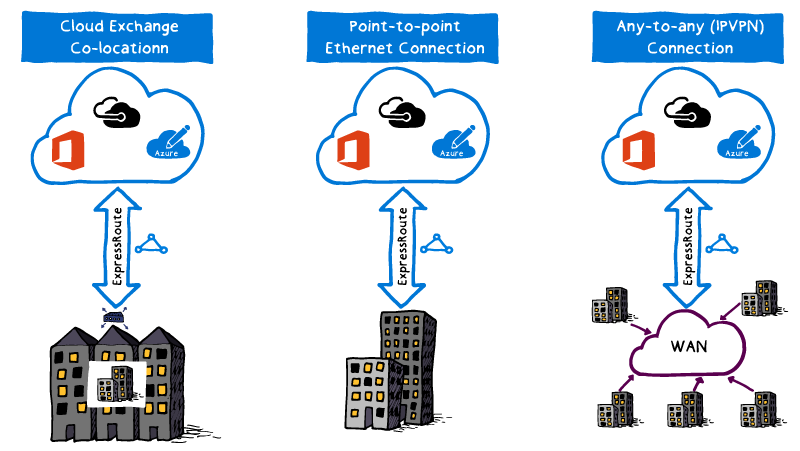 Cloud Exchange
Co-locationn
Point-to-point
Ethernet Connection
Any-to-any (IPVPN)
Connection
Azure
Azure
Azure
ExpressRoute
ExpressRoute
ExpressRoute
WAN